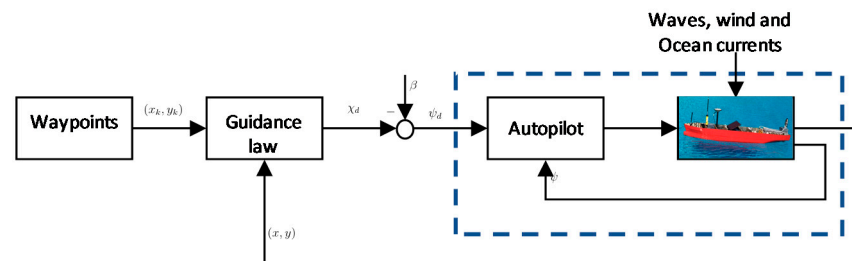 Waves, wind and
Ocean currents
Waypoints
(x_k, y_k)
Guidance
law
χ_d
−
β
ψ_d
Autopilot
ψ
(x, y)